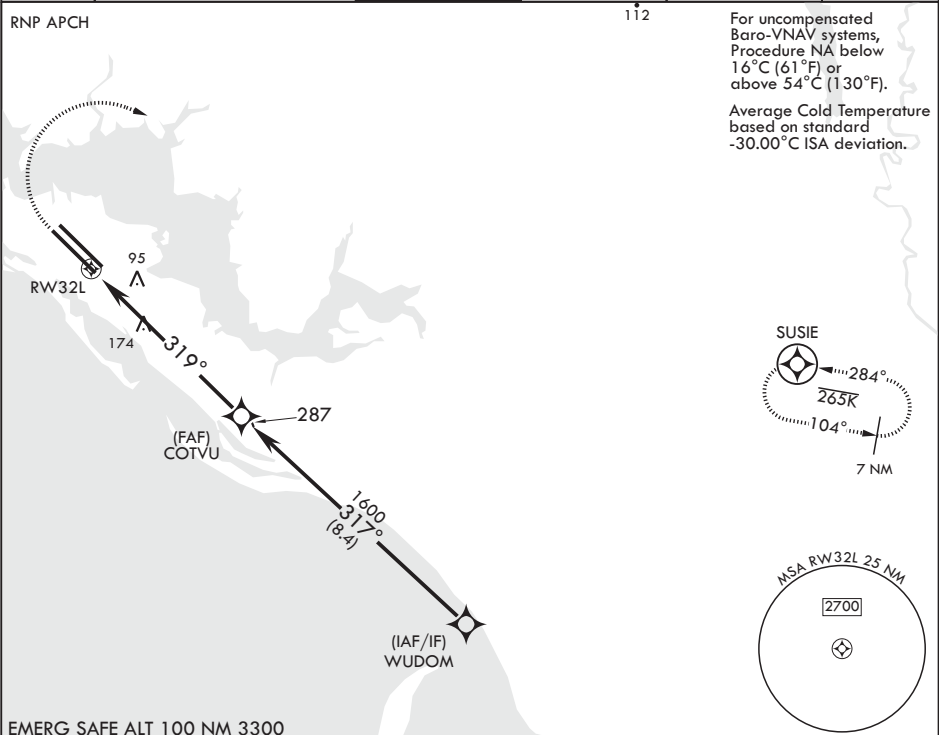 RNP APCH
112
For uncompensated
Baro-VNAV systems,
Procedure NA below
16°C (61°F) or
above 54°C (130°F).
Average Cold Temperature
based on standard
-30.00°C ISA deviation.
95
RW32L
174
319°
SUSIE
284°
265K
104°
7 NM
287
(FAF)
COTVU
1600
317°
(8.4)
MSA RW32L 25 NM
2700
(IAF/IF)
WUDOM
EMERG SAFE ALT 100 NM 3300